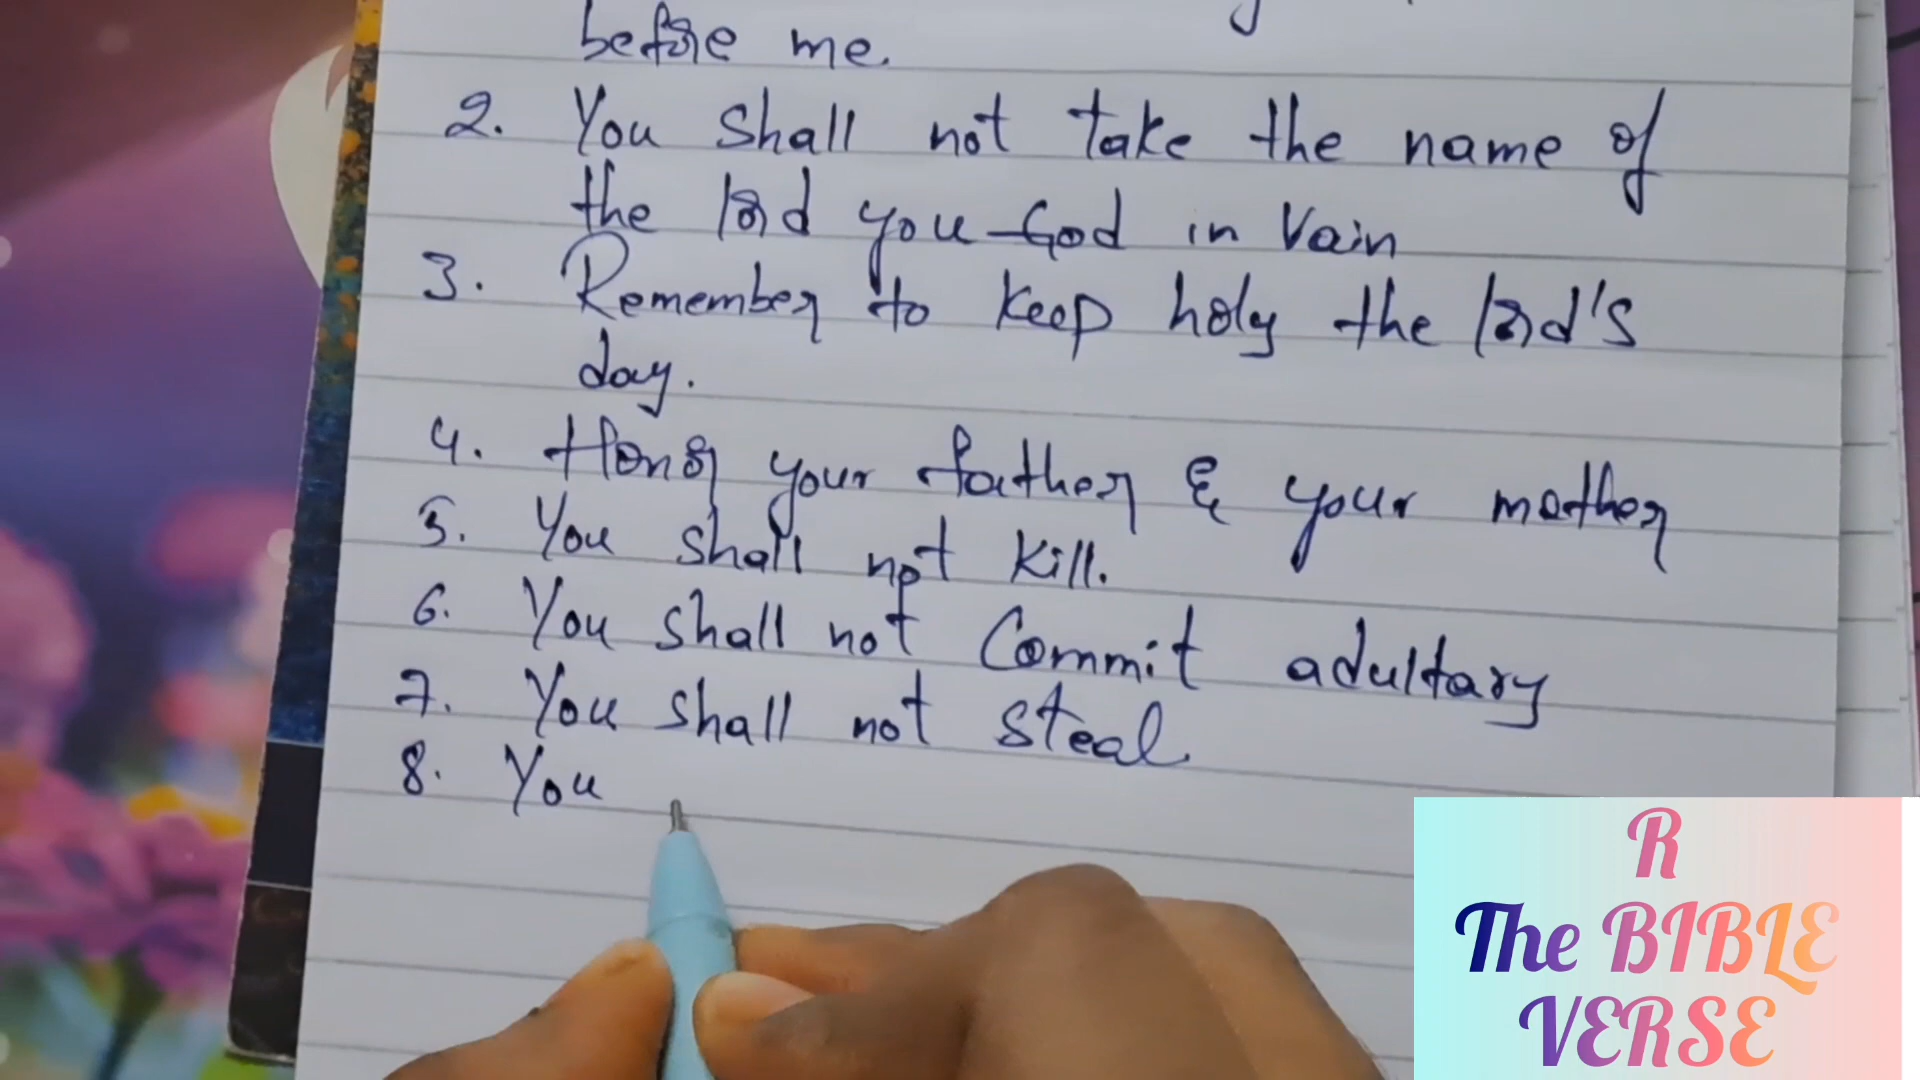 before me.
2. You shall not take the name of
the lord you God in Vain
3. Remember to keep holy the lord's
day.
4. Honor your father & your mother
5. You shall not kill.
6. You shall not Commit adultary
7. You shall not steal
8. You
R
The BIBLE
VERSE